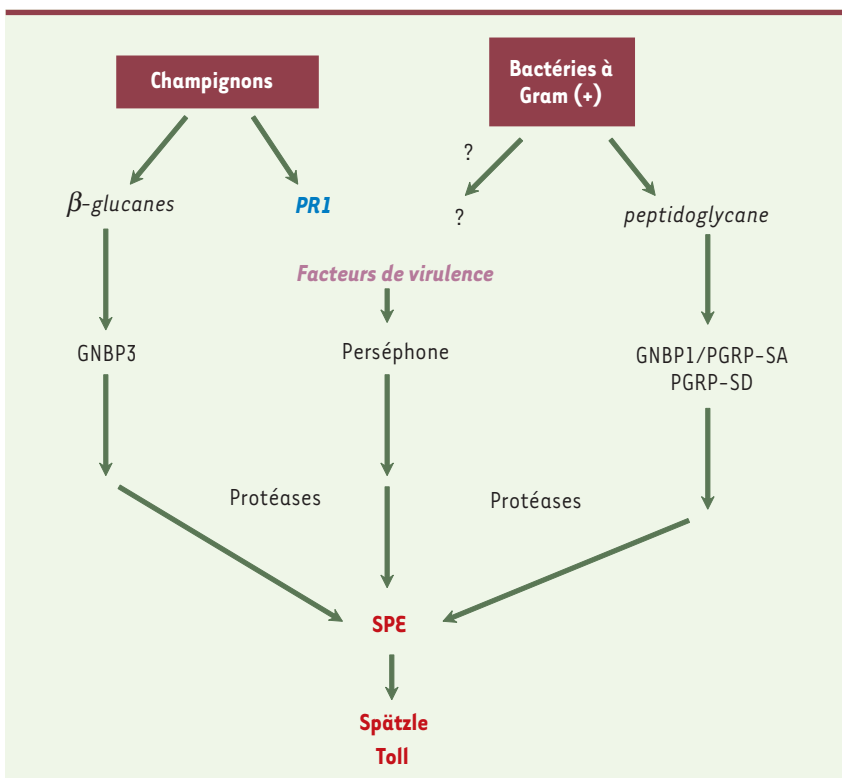 Champignons
Bactéries à
Gram (+)
?
β-glucanes
PR1
?
peptidoglycane
Facteurs de virulence
GNBP3
Perséphone
GNBP1/PGRP-SA
PGRP-SD
Protéases
Protéases
SPE
Spätzle
Toll